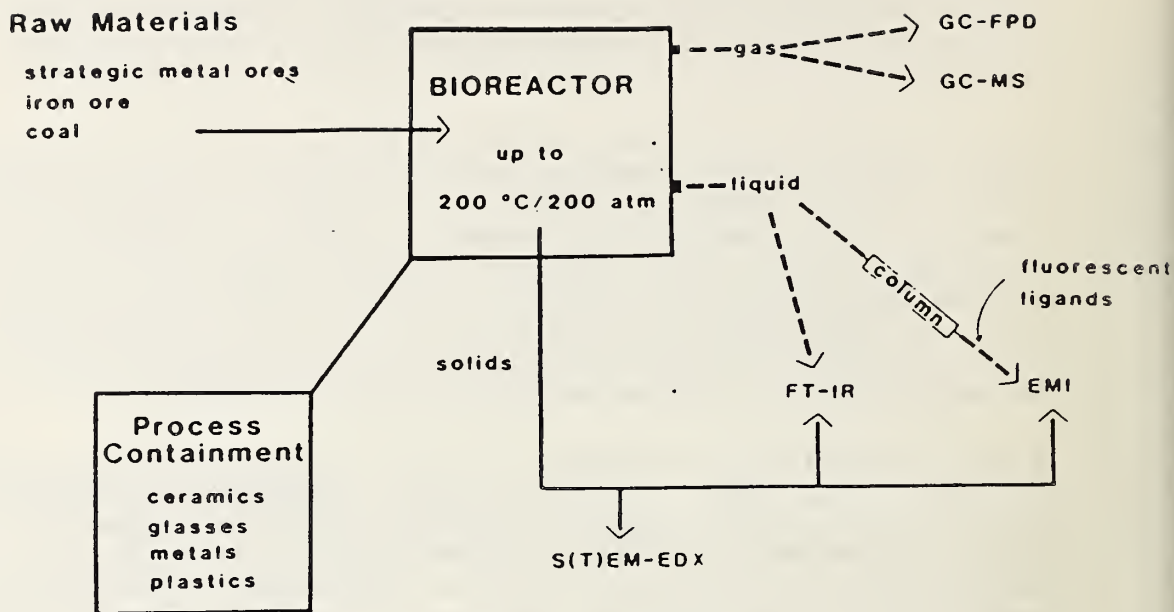 Raw Materials
strategic metal ores
iron ore
coal
BIOREACTOR
up to
200 °C/200 atm
gas
GC-FPD
GC-MS
liquid
column
fluorescent
ligands
solids
FT-IR
EMI
S(T)EM-EDX
Process
Containment
ceramics
glasses
metals
plastics